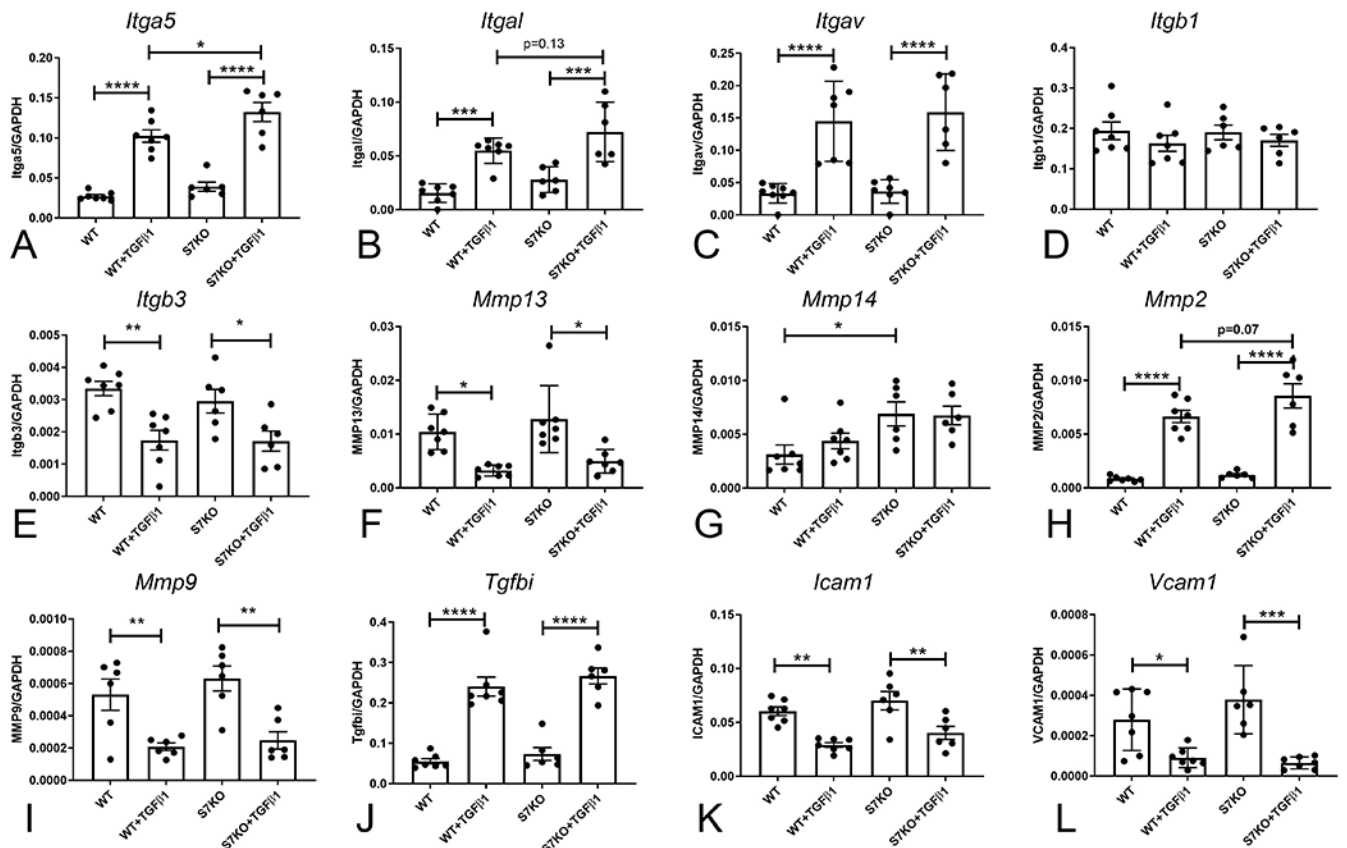 Itga5
Itga5/GAPDH
0.20
0.15
0.10
0.05
0.00
****
*
****
WT
WT+TGFβ1
S7KO
S7KO+TGFβ1
A
Itgal
Itgal/GAPDH
0.15
0.10
0.05
0.00
***
p=0.13
***
WT
WT+TGFβ1
S7KO
S7KO+TGFβ1
B
Itgav
Itgav/GAPDH
0.25
0.20
0.15
0.10
0.05
0.00
****
****
WT
WT+TGFβ1
S7KO
S7KO+TGFβ1
C
Itgb1
Itgb1/GAPDH
0.4
0.3
0.2
0.1
0.0
WT
WT+TGFβ1
S7KO
S7KO+TGFβ1
D
Itgb3
Itgb3/GAPDH
0.005
0.004
0.003
0.002
0.001
0.000
**
*
WT
WT+TGFβ1
S7KO
S7KO+TGFβ1
E
Mmp13
MMP13/GAPDH
0.03
0.02
0.01
0.00
*
*
WT
WT+TGFβ1
S7KO
S7KO+TGFβ1
F
Mmp14
MMP14/GAPDH
0.015
0.010
0.005
0.000
*
WT
WT+TGFβ1
S7KO
S7KO+TGFβ1
G
Mmp2
MMP2/GAPDH
0.015
0.010
0.005
0.000
****
p=0.07
****
WT
WT+TGFβ1
S7KO
S7KO+TGFβ1
H
Mmp9
MMP9/GAPDH
0.0010
0.0008
0.0006
0.0004
0.0002
0.0000
**
**
WT
WT+TGFβ1
S7KO
S7KO+TGFβ1
I
Tgfbi
Tgfbi/GAPDH
0.4
0.3
0.2
0.1
0.0
****
****
WT
WT+TGFβ1
S7KO
S7KO+TGFβ1
J
Icam1
ICAM1/GAPDH
0.15
0.10
0.05
0.00
**
**
WT
WT+TGFβ1
S7KO
S7KO+TGFβ1
K
Vcam1
VCAM1/GAPDH
0.0008
0.0006
0.0004
0.0002
0.0000
*
***
WT
WT+TGFβ1
S7KO
S7KO+TGFβ1
L